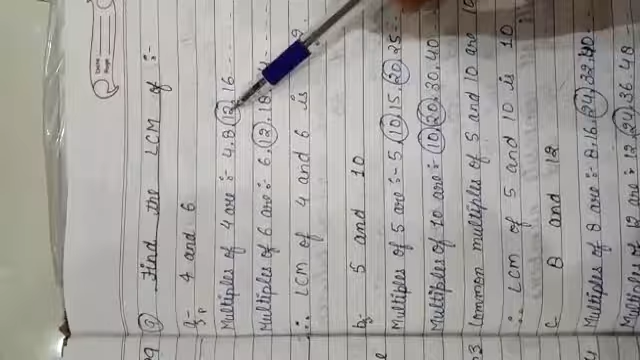 Date
Page
Q Find the LCM of :-
4 and 6
Multiples of 4 are :- 4, 8, 12, 16
Multiples of 6 are :- 6, 12, 18
∴ LCM of 4 and 6 is
b- 5 and 10
Multiples of 5 are :- 5, 10, 15, 20, 25
Multiples of 10 are :- 10, 20, 30, 40
Common multiples of 5 and 10 are 10
∴ LCM of 5 and 10 is 10
c- 8 and 12
Multiples of 8 are :- 8, 16, 24, 32, 40
Multiples of 12 are :- 12, 24, 36, 48